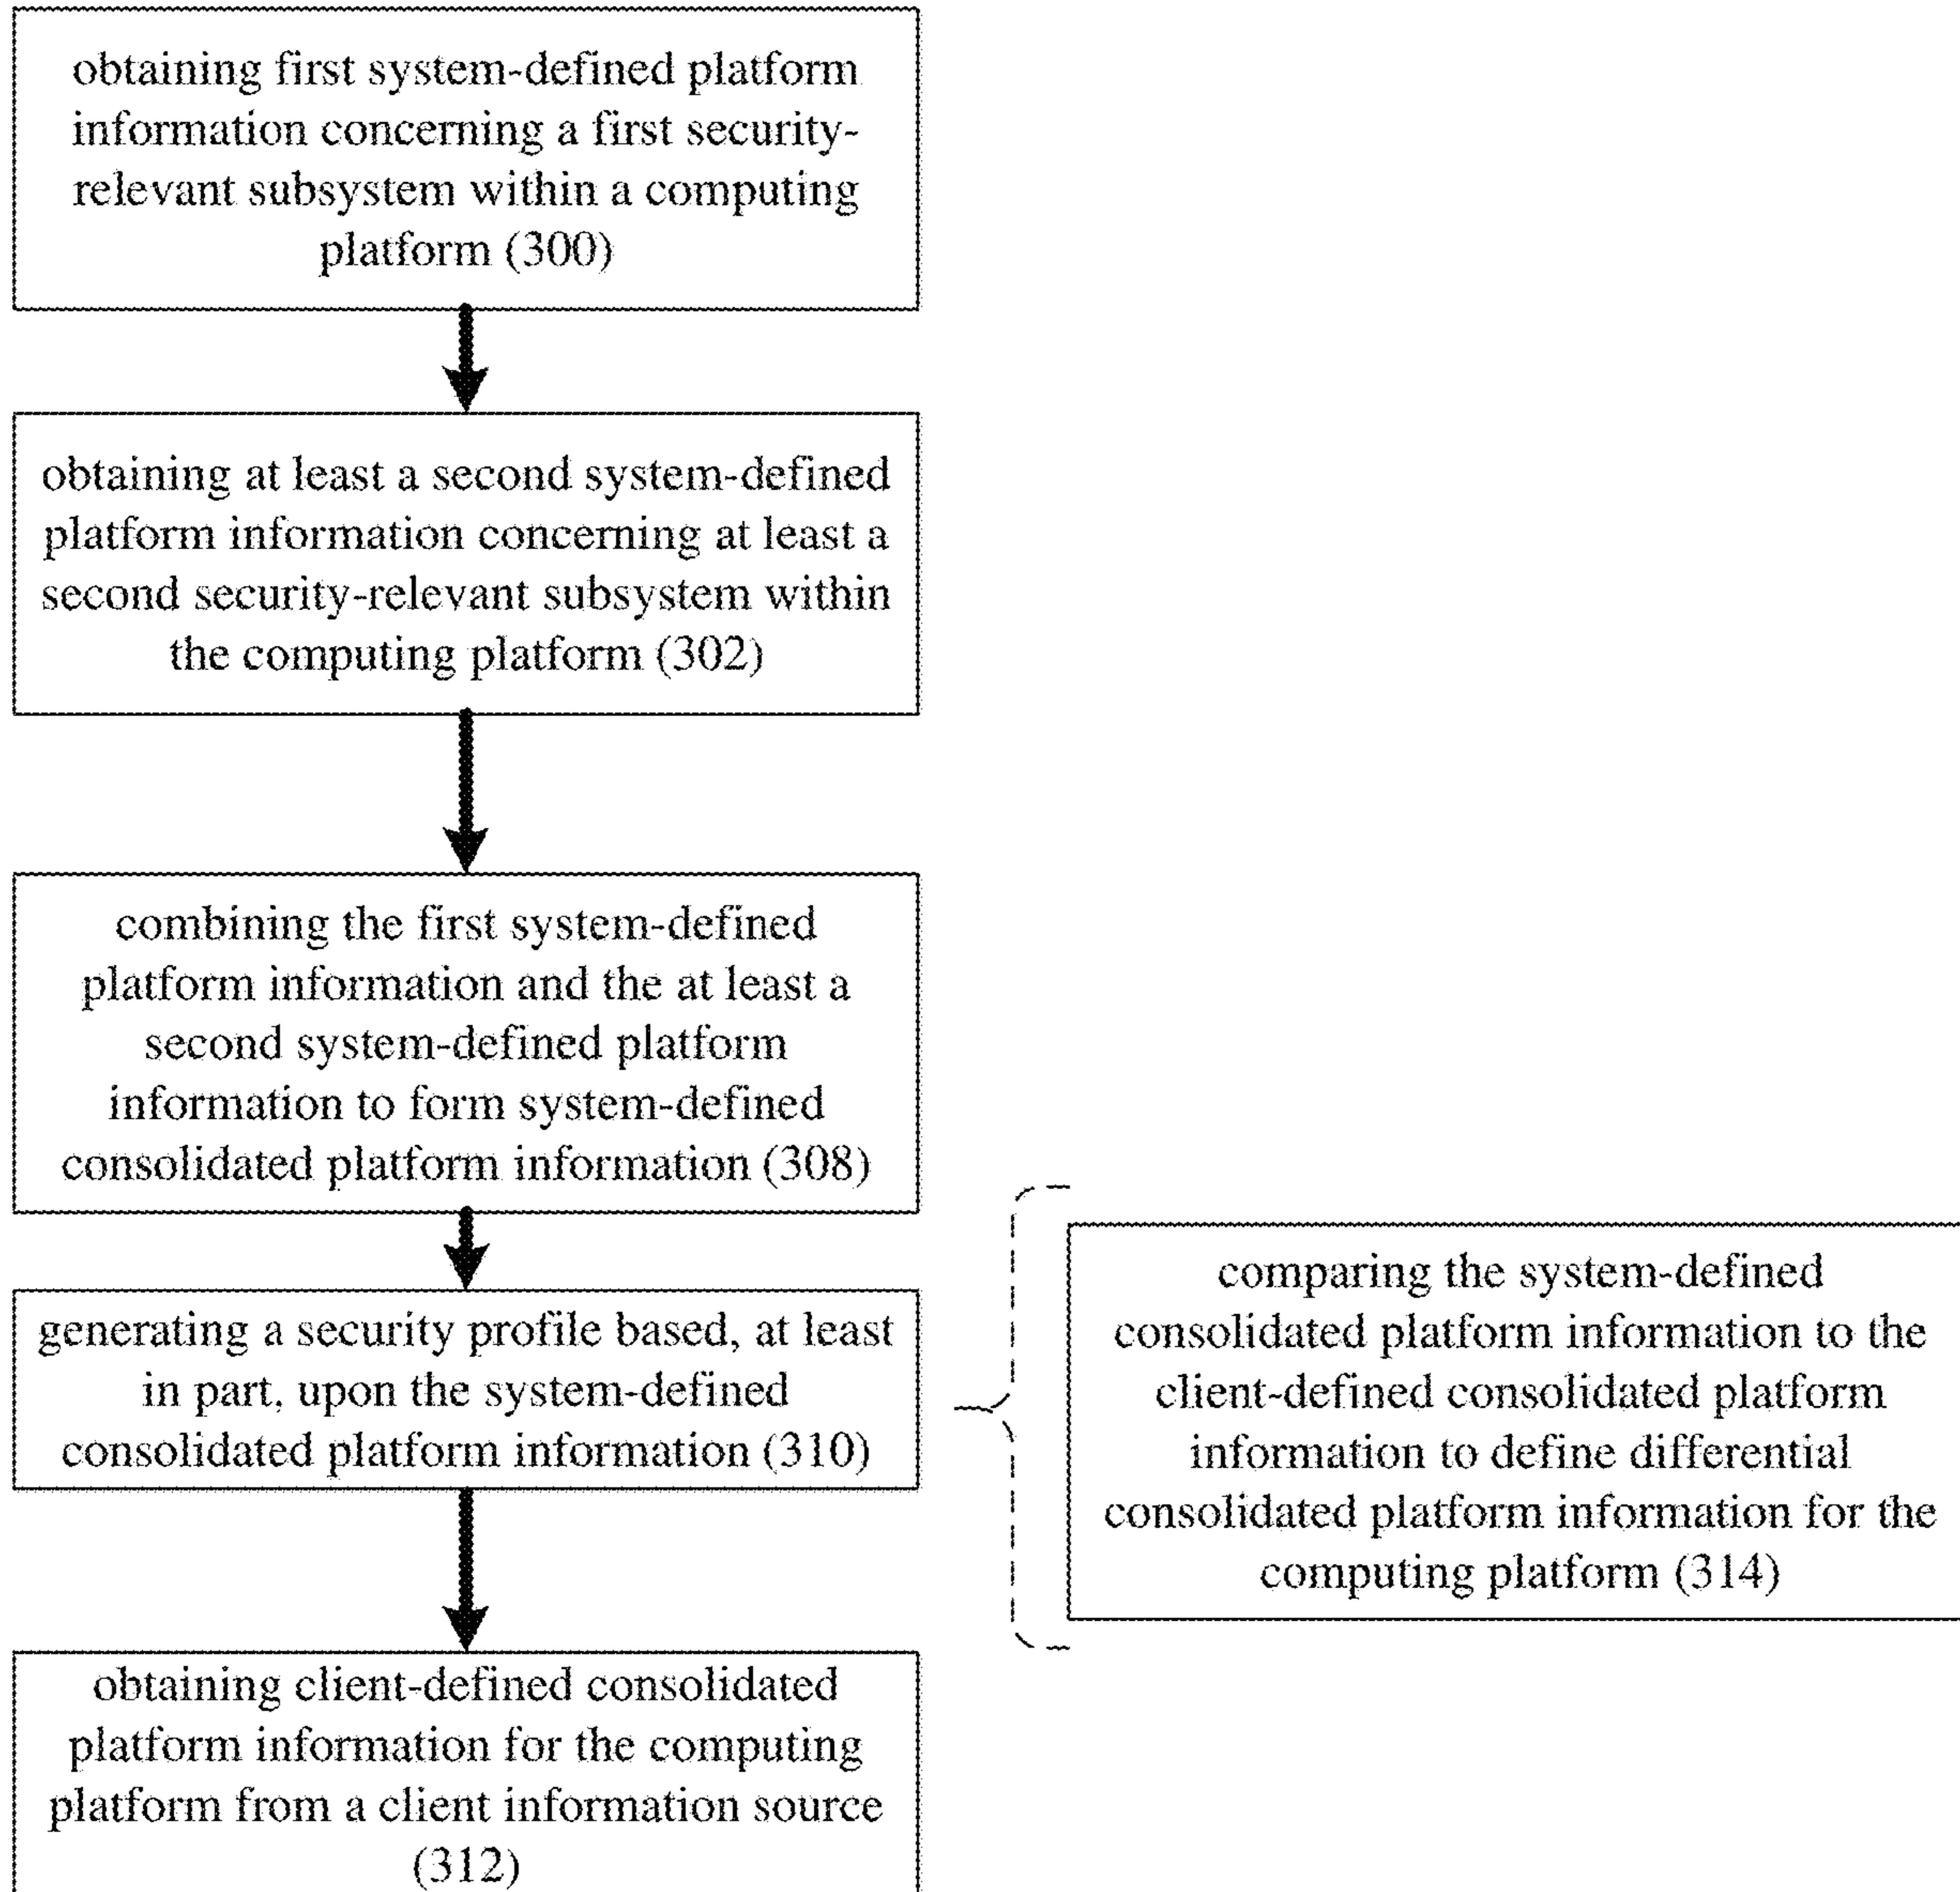 obtaining first system-defined platform
information concerning a first security-
relevant subsystem within a computing
platform (300)
obtaining at least a second system-defined
platform information concerning at least a
second security-relevant subsystem within
the computing platform (302)
combining the first system-defined
platform information and the at least a
second system-defined platform
information to form system-defined
consolidated platform information (308)
generating a security profile based, at least
in part, upon the system-defined
consolidated platform information (310)
comparing the system-defined
consolidated platform information to the
client-defined consolidated platform
information to define differential
consolidated platform information for the
computing platform (314)
obtaining client-defined consolidated
platform information for the computing
platform from a client information source
(312)